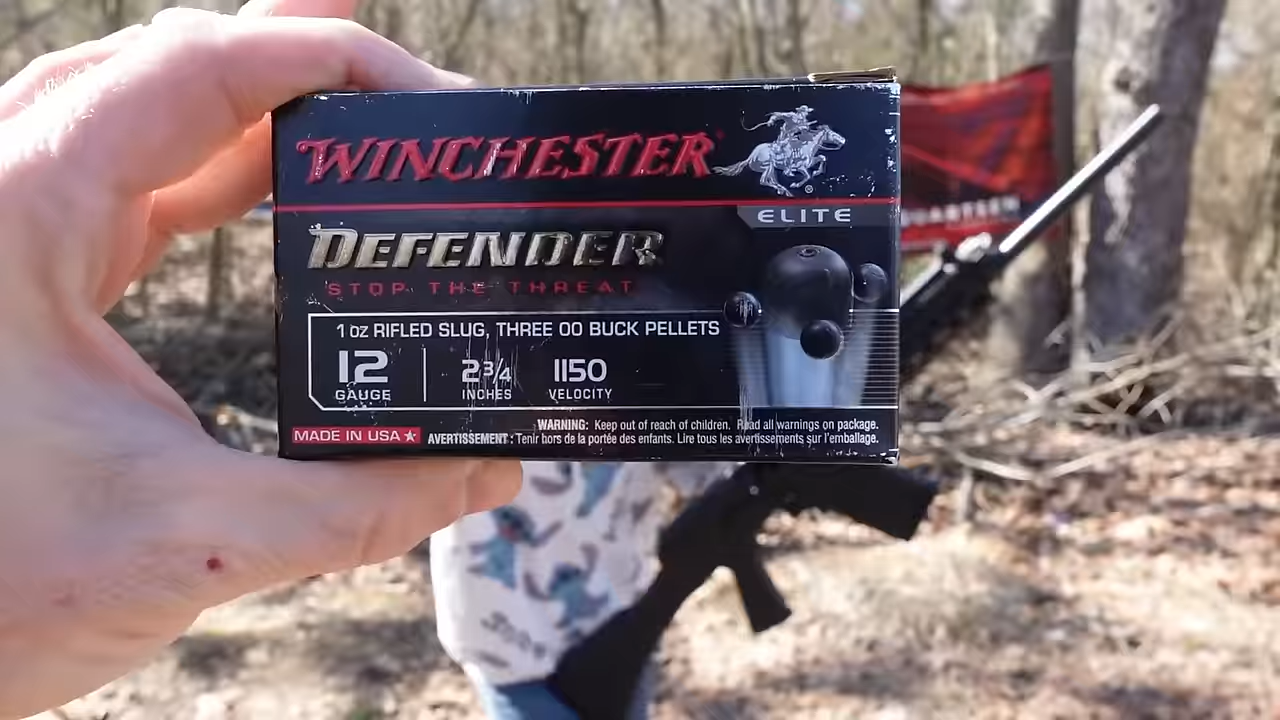 WINCHESTER
®
ELITE
DEFENDER
STOP THE THREAT
1 OZ RIFLED SLUG, THREE 00 BUCK PELLETS
12 2¾ 1150
GAUGE INCHES VELOCITY
WARNING: Keep out of reach of children. Read all warnings on package.
MADE IN USA★ AVERTISSEMENT : Tenir hors de la portée des enfants. Lire tous les avertissements sur l'emballage.